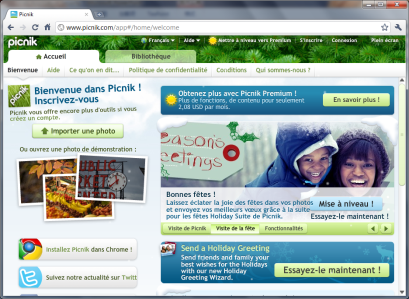 Picnik
www.picnik.com/app#/home/welcome
picnik
Français
Aide
Mettre à niveau vers Premium
S'inscrire
Connexion
Plein écran
Accueil
Bibliothèque
Bienvenue
Aide
Ce qu'on en dit...
Politique de confidentialité
Conditions
Qui sommes-nous ?
Bienvenue dans Picnik !
Inscrivez-vous
Picnik vous offre encore plus d'outils si vous
créez un compte.
Importer une photo
Ou ouvrez une photo de démonstration :
Installez Picnik dans Chrome !
Suivez notre actualité sur Twitt
Obtenez plus avec Picnik Premium !
Plus de fonctions, de contenu pour seulement
2,08 USD par mois.
En savoir plus !
Seasons
Greetings
Bonnes fêtes !
Laissez éclater la joie des fêtes dans vos photos
et envoyez vos meilleurs vœux grâce à la suite
pour les fêtes Holiday Suite de Picnik.
Mise à niveau !
Essayez-le maintenant !
Visite de Picnik
Visite de la fête
Fonctionnalités
Send a Holiday Greeting
Send friends and family your
best wishes for the Holidays
with our new Holiday
Greeting Wizard.
Essayez-le maintenant !